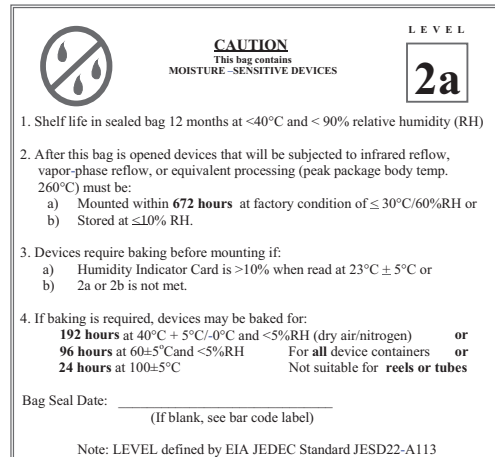 LEVEL
CAUTION
This bag contains
MOISTURE –SENSITIVE DEVICES
2a
1. Shelf life in sealed bag 12 months at <40°C and < 90% relative humidity (RH)
2. After this bag is opened devices that will be subjected to infrared reflow,
vapor-phase reflow, or equivalent processing (peak package body temp.
260°C) must be:
a) Mounted within 672 hours at factory condition of ≤ 30°C/60%RH or
b) Stored at ≤10% RH.
3. Devices require baking before mounting if:
a) Humidity Indicator Card is >10% when read at 23°C ± 5°C or
b) 2a or 2b is not met.
4. If baking is required, devices may be baked for:
192 hours at 40°C + 5°C/-0°C and <5%RH (dry air/nitrogen) or
96 hours at 60±5°Cand <5%RH For all device containers or
24 hours at 100±5°C Not suitable for reels or tubes
Bag Seal Date: ______________________________
(If blank, see bar code label)
Note: LEVEL defined by EIA JEDEC Standard JESD22-A113